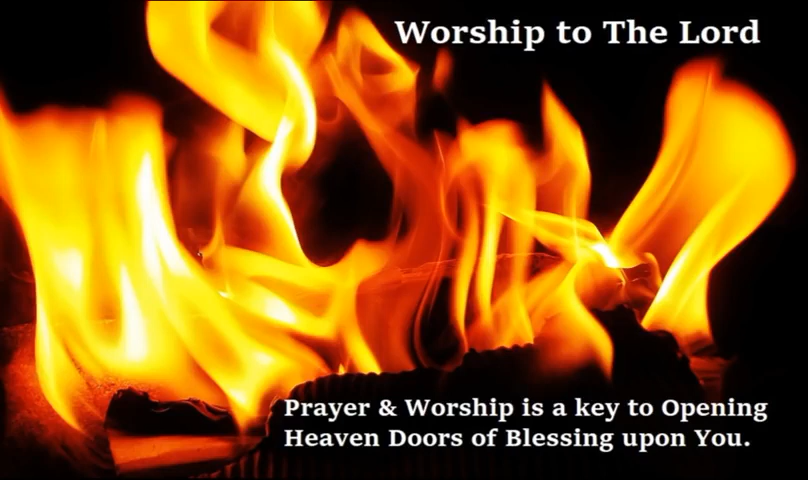 Worship to The Lord
Prayer & Worship is a key to Opening
Heaven Doors of Blessing upon You.